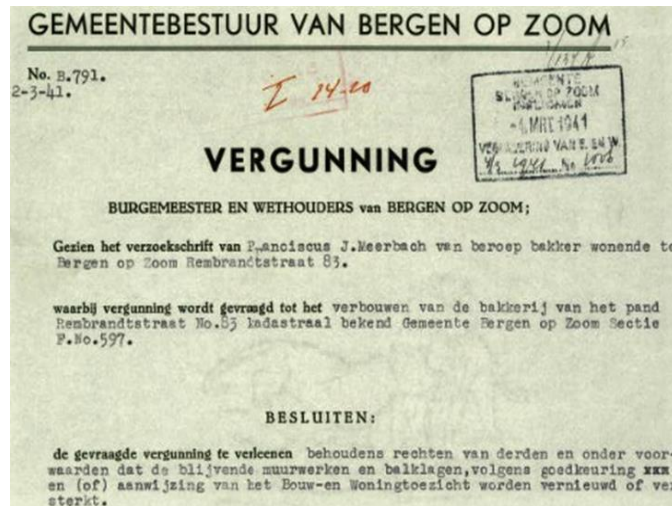 GEMEENTEBESTUUR VAN BERGEN OP ZOOM
No. B.791.
2-3-41.
I 14-20
GEMEENTE
BERGEN OP ZOOM
INGEKOMEN
-4 MRT 1941
VERGUNNING
1941 No 1006
BURGEMEESTER EN WETHOUDERS van BERGEN OP ZOOM;
Gezien het verzoekschrift van Franciscus J.Meerbach van beroep bakker wonende te
Bergen op Zoom Rembrandtstraat 83.
waarbij vergunning wordt gevraagd tot het verbouwen van de bakkerij van het pand
Rembrandtstraat No.83 kadastraal bekend Gemeente Bergen op Zoom Sectie
F.No.597.
BESLUITEN:
de gevraagde vergunning te verleenen behoudens rechten van derden en onder voor-
waarden dat de blijvende muurwerken en balklagen,volgens goedkeuring xxx
en (of) aanwijzing van het Bouw-en Woningtoezicht worden vernieuwd of ver
sterkt.